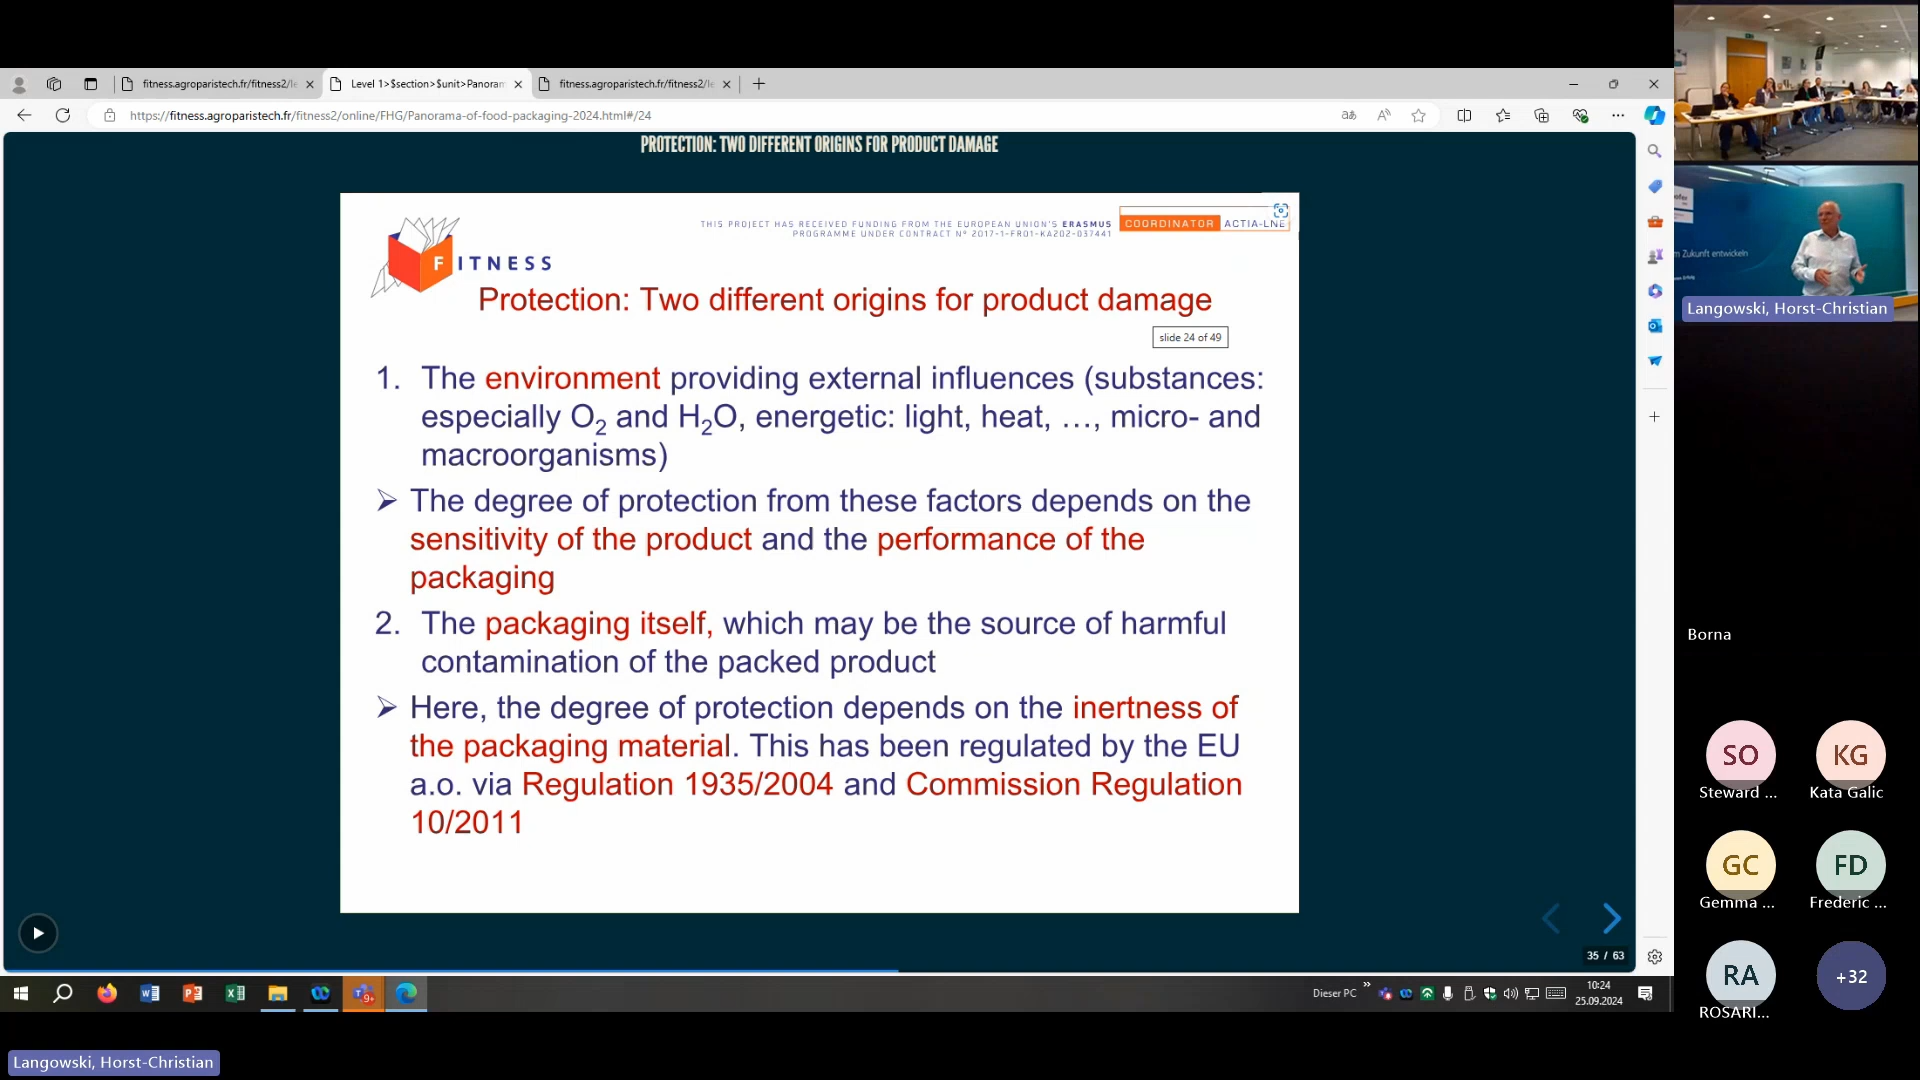 fitness.agroparistech.fr/fitness2/le
Level 1>$section>$unit>Panoram
fitness.agroparistech.fr/fitness2/le
https://fitness.agroparistech.fr/fitness2/online/FHG/Panorama-of-food-packaging-2024.html#/24
PROTECTION: TWO DIFFERENT ORIGINS FOR PRODUCT DAMAGE
THIS PROJECT HAS RECEIVED FUNDING FROM THE EUROPEAN UNION'S ERASMUS
PROGRAMME UNDER CONTRACT Nº 2017-1-FR01-KA202-037441
COORDINATOR ACTIA-LNE
FITNESS
Protection: Two different origins for product damage
slide 24 of 49
1. The environment providing external influences (substances:
especially O2 and H2O, energetic: light, heat, …, micro- and
macroorganisms)
➢ The degree of protection from these factors depends on the
sensitivity of the product and the performance of the
packaging
2. The packaging itself, which may be the source of harmful
contamination of the packed product
➢ Here, the degree of protection depends on the inertness of
the packaging material. This has been regulated by the EU
a.o. via Regulation 1935/2004 and Commission Regulation
10/2011
35 / 63
Dieser PC
10:24
25.09.2024
Langowski, Horst-Christian
Zukunft entwickeln
Langowski, Horst-Christian
Borna
SO
KG
Steward ...
Kata Galic
GC
FD
Gemma ...
Frederic ...
RA
+32
ROSARI...